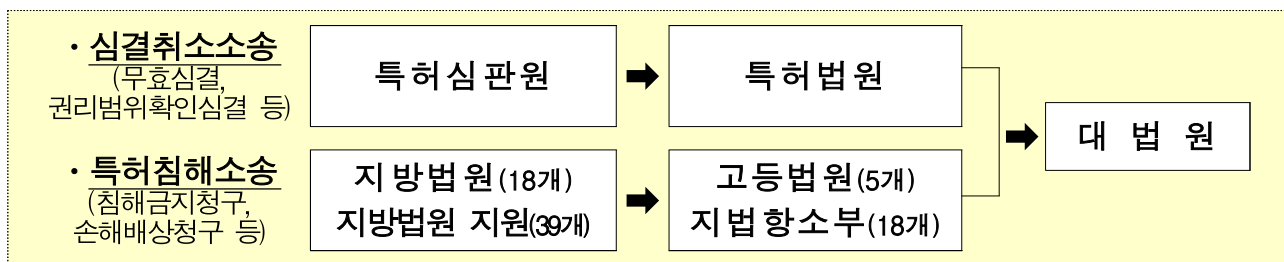 · 심결취소소송
(무효심결,
권리범위확인심결 등)
특허심판원
특허법원
대 법 원
· 특허침해소송
(침해금지청구,
손해배상청구 등)
지방법원(18개)
지방법원 지원(39개)
고등법원(5개)
지법항소부(18개)